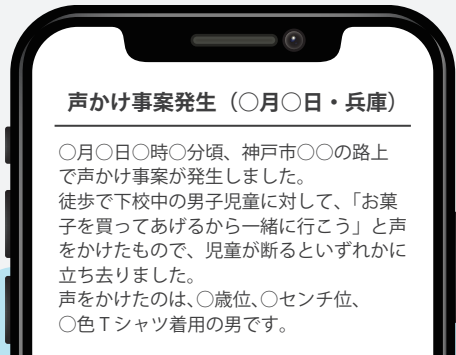 声かけ事案発生（○月○日・兵庫）
○月○日○時○分頃、神戸市○○の路上
で声かけ事案が発生しました。
徒歩で下校中の男子児童に対して、「お菓
子を買ってあげるから一緒に行こう」と声
をかけたもので、児童が断るといずれかに
立ち去りました。
声をかけたのは、○歳位、○センチ位、
○色Ｔシャツ着用の男です。